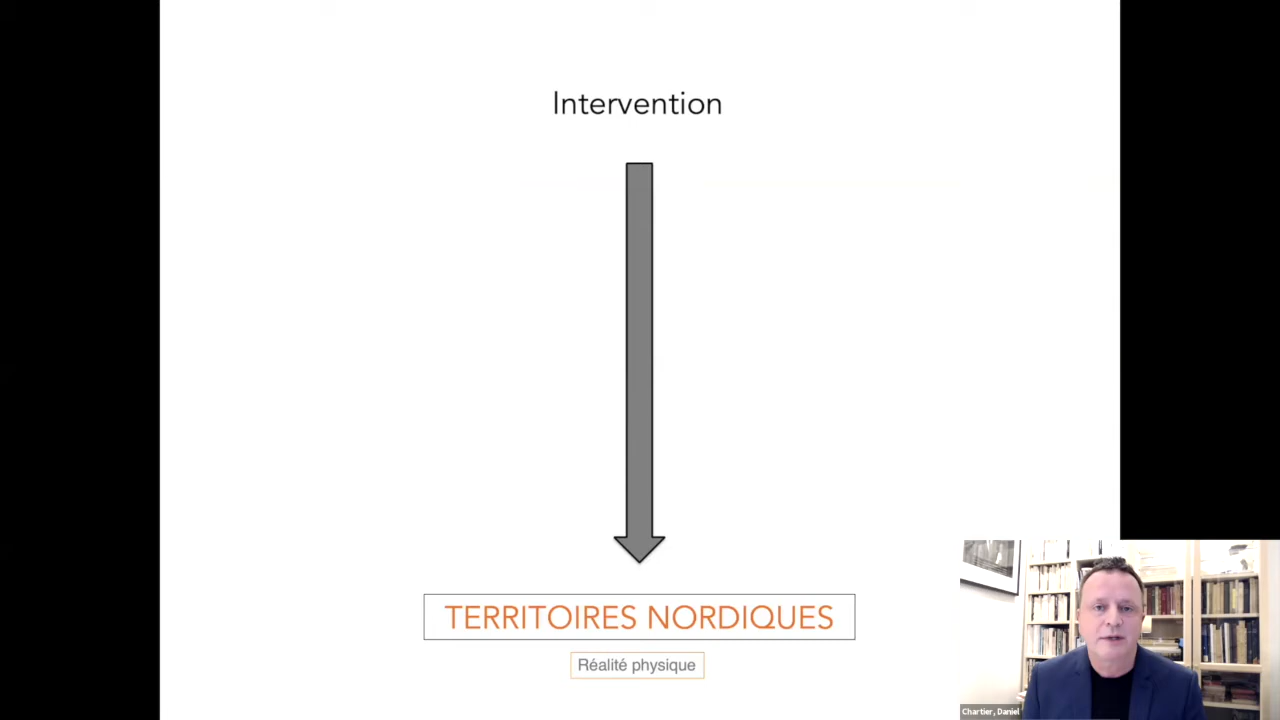 Intervention
TERRITOIRES NORDIQUES
Réalité physique
Chartier, Daniel